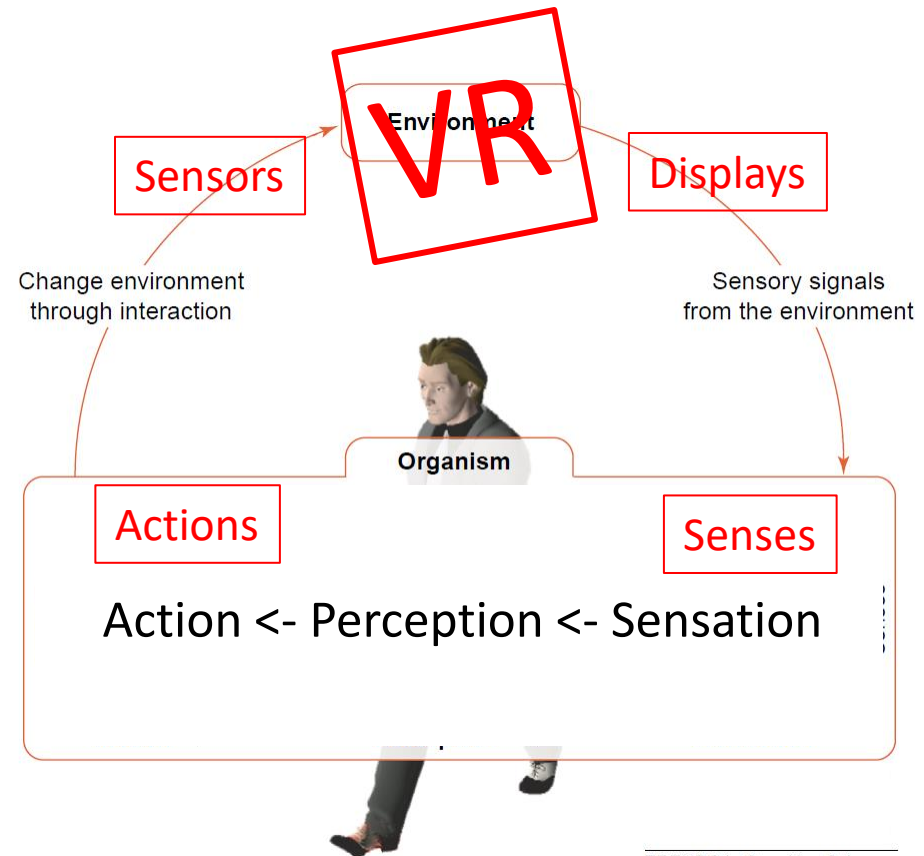 VR
Environment
Sensors
Displays
Change environment
through interaction
Sensory signals
from the environment
Organism
Actions
Senses
Action <- Perception <- Sensation